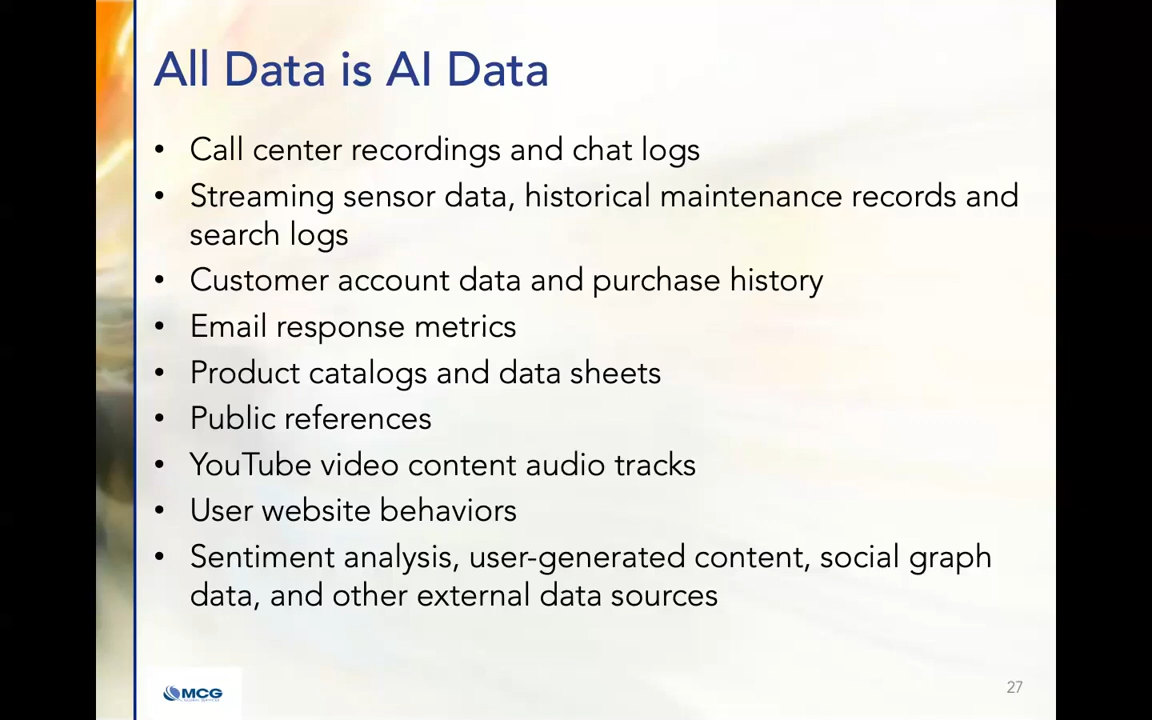 All Data is AI Data
• Call center recordings and chat logs
• Streaming sensor data, historical maintenance records and
search logs
• Customer account data and purchase history
• Email response metrics
• Product catalogs and data sheets
• Public references
• YouTube video content audio tracks
• User website behaviors
• Sentiment analysis, user-generated content, social graph
data, and other external data sources
MCG
27